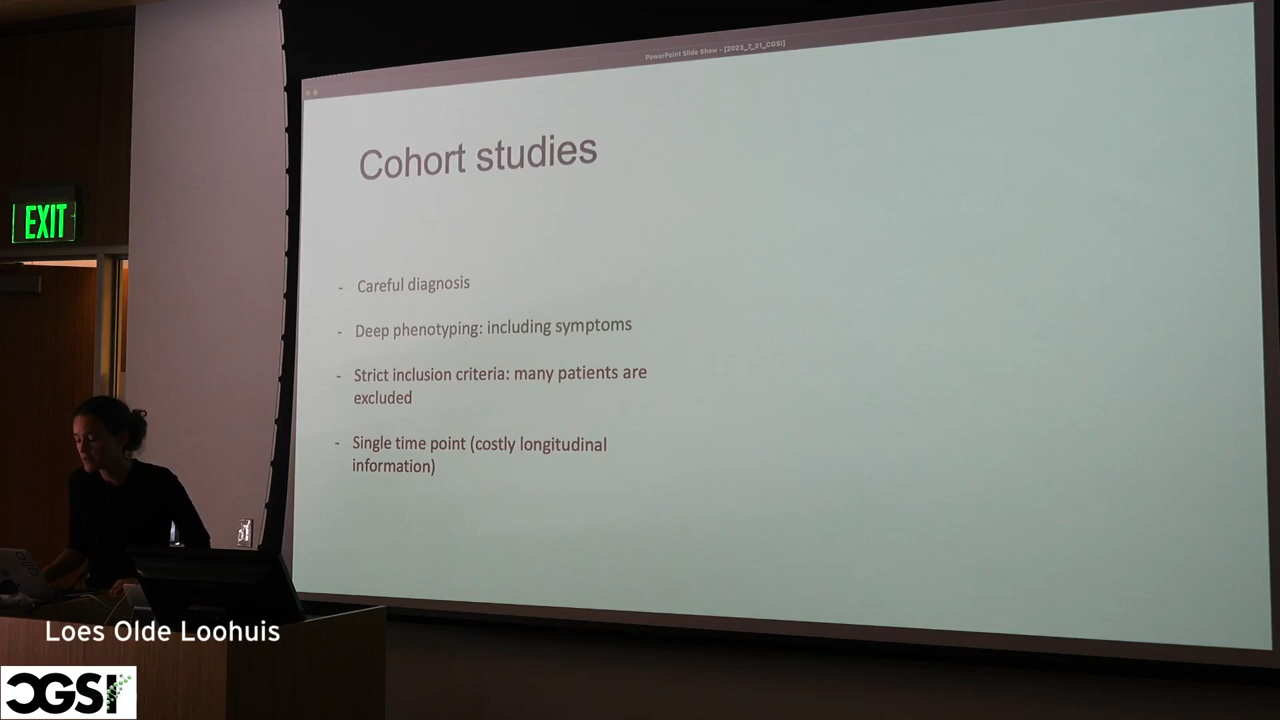 PowerPoint Slide Show - [2023_7_31_CGSI]
Cohort studies
EXIT
- Careful diagnosis
- Deep phenotyping: including symptoms
- Strict inclusion criteria: many patients are
excluded
- Single time point (costly longitudinal
information)
Loes Olde Loohuis
CGSI